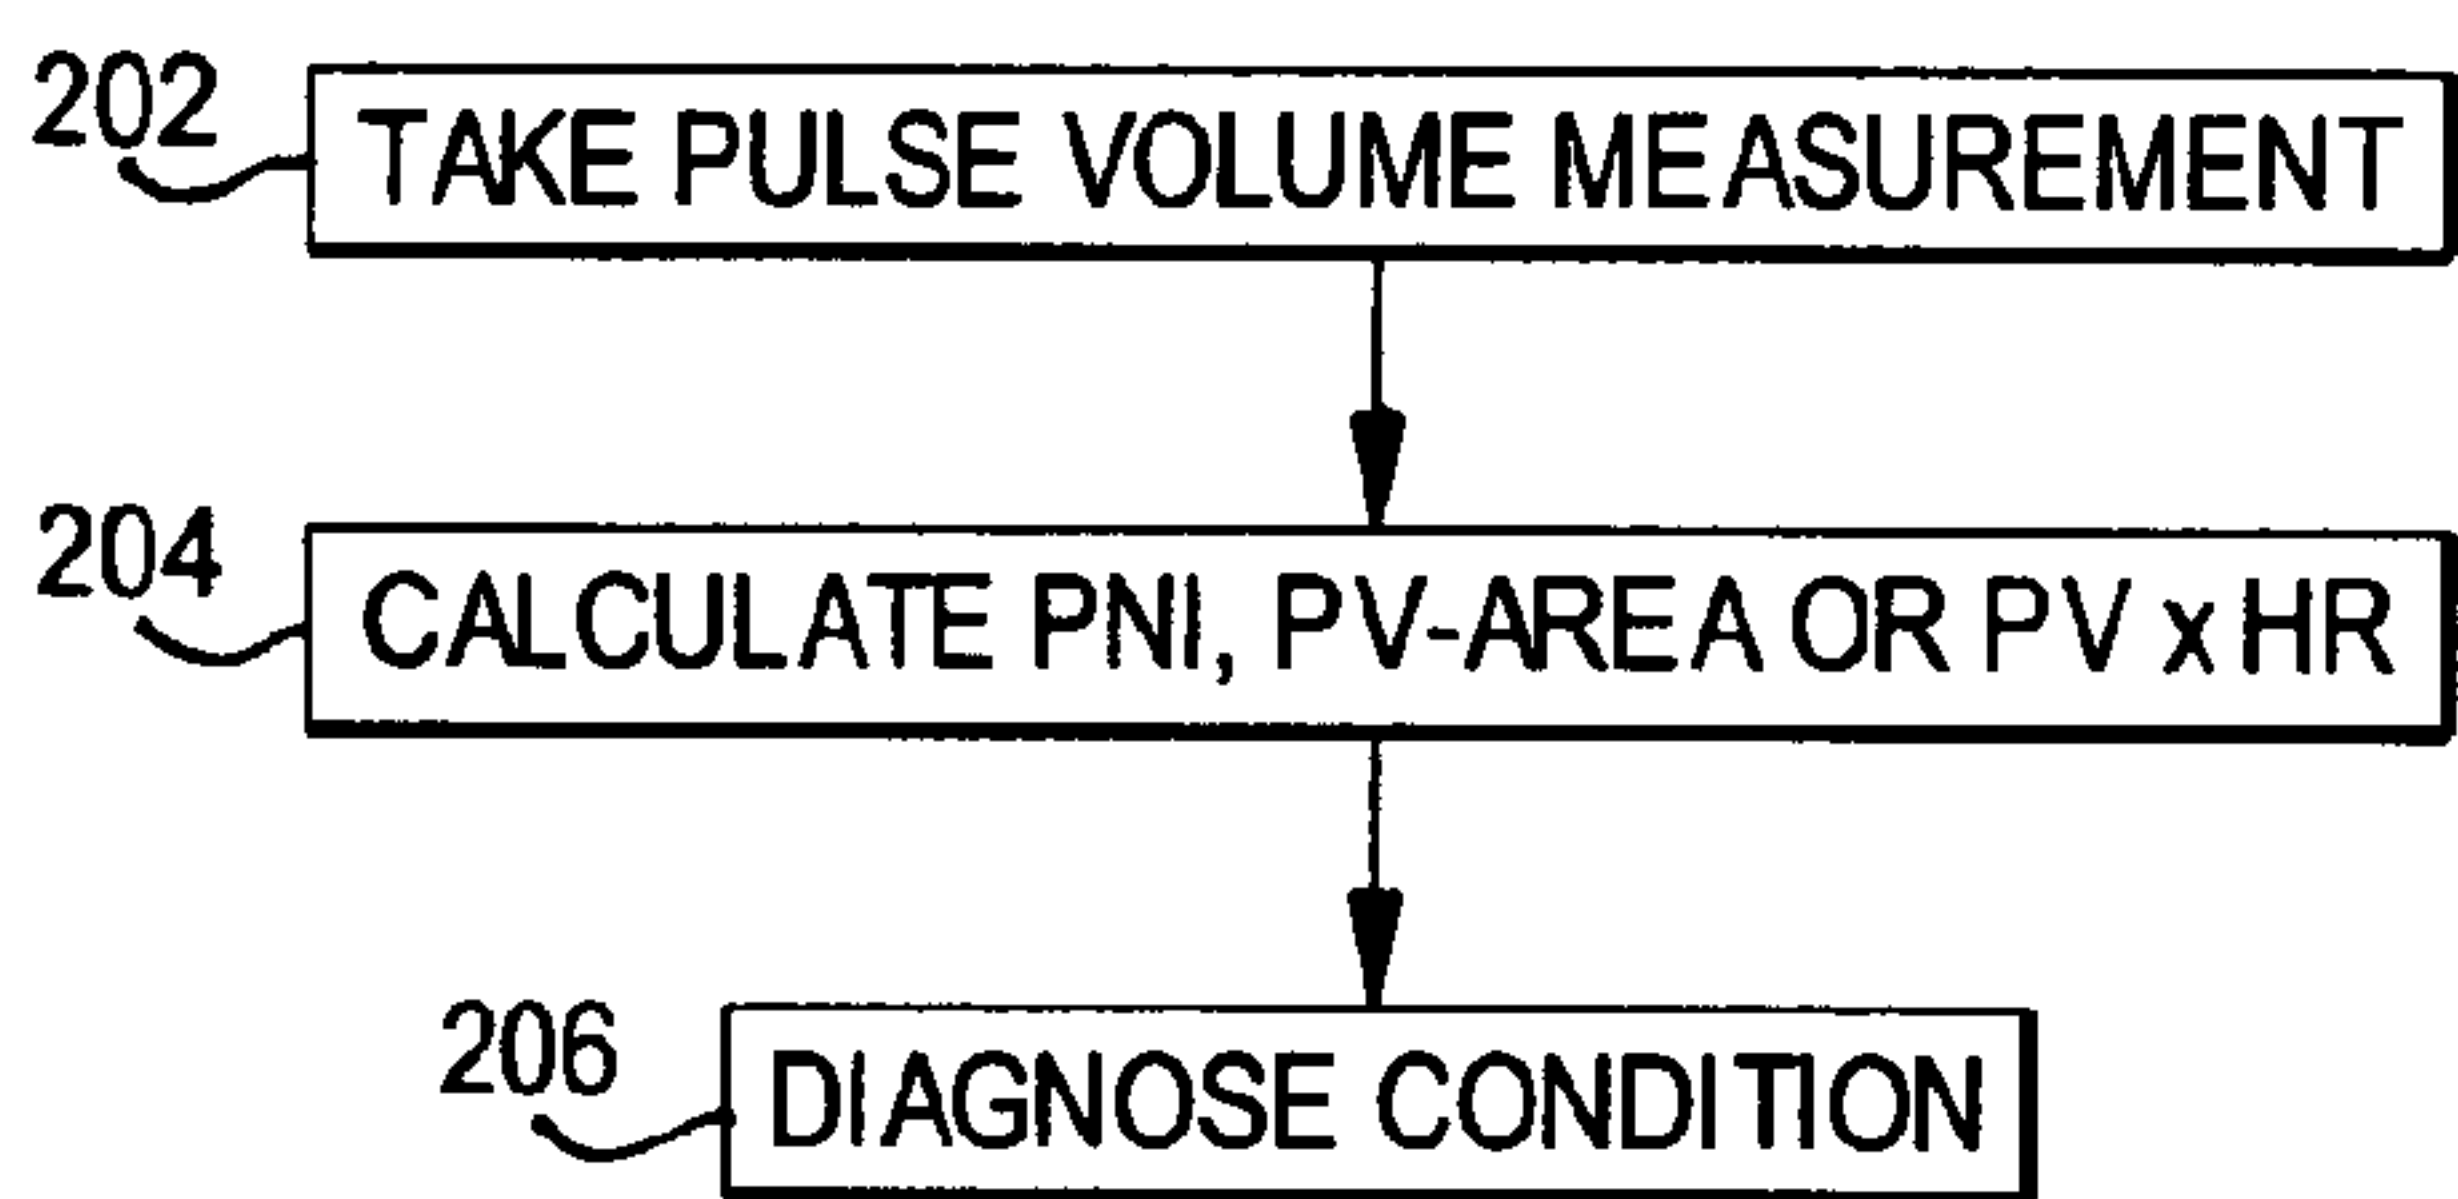 202
TAKE PULSE VOLUME MEASUREMENT
204
CALCULATE PNI, PV-AREA OR PV x HR
206
DIAGNOSE CONDITION